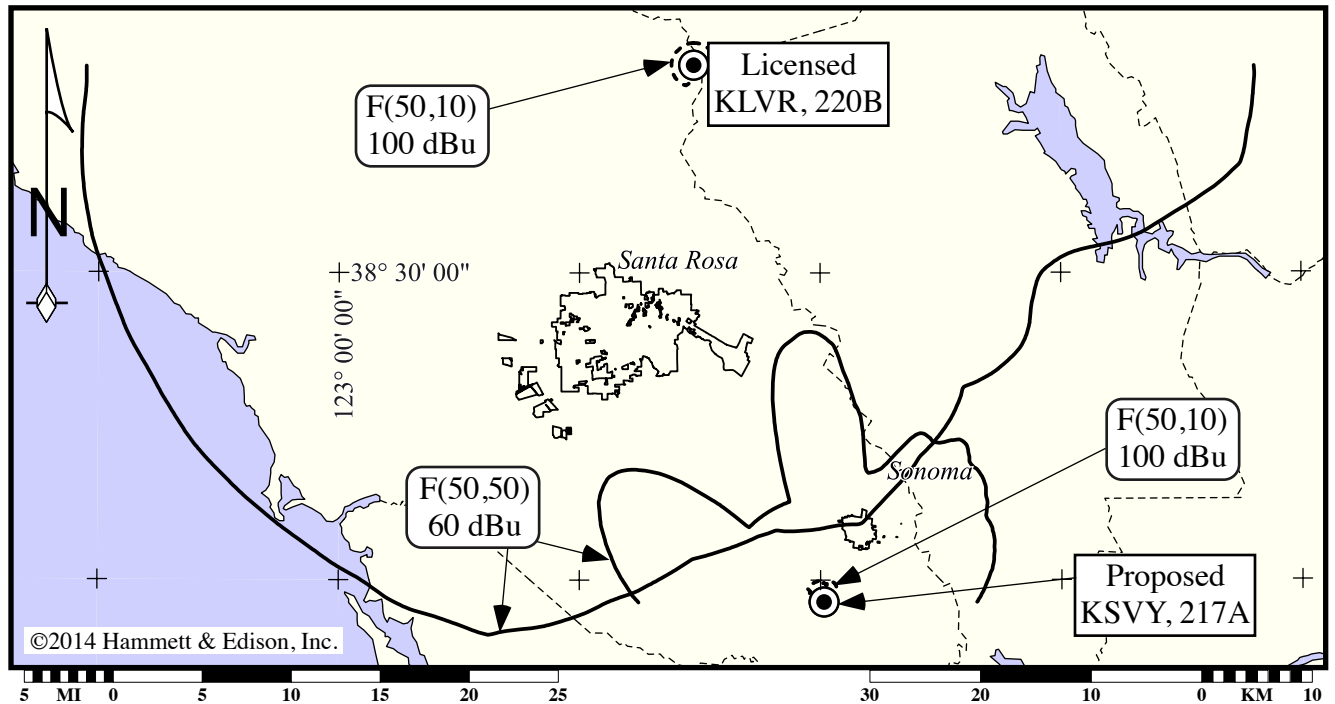 Licensed
KLVR, 220B
F(50,10)
100 dBu
N
Santa Rosa
38° 30' 00"
123° 00' 00"
F(50,10)
100 dBu
Sonoma
F(50,50)
60 dBu
Proposed
KSVY, 217A
©2014 Hammett & Edison, Inc.
5 MI 0 5 10 15 20 25
30 20 10 0 KM 10